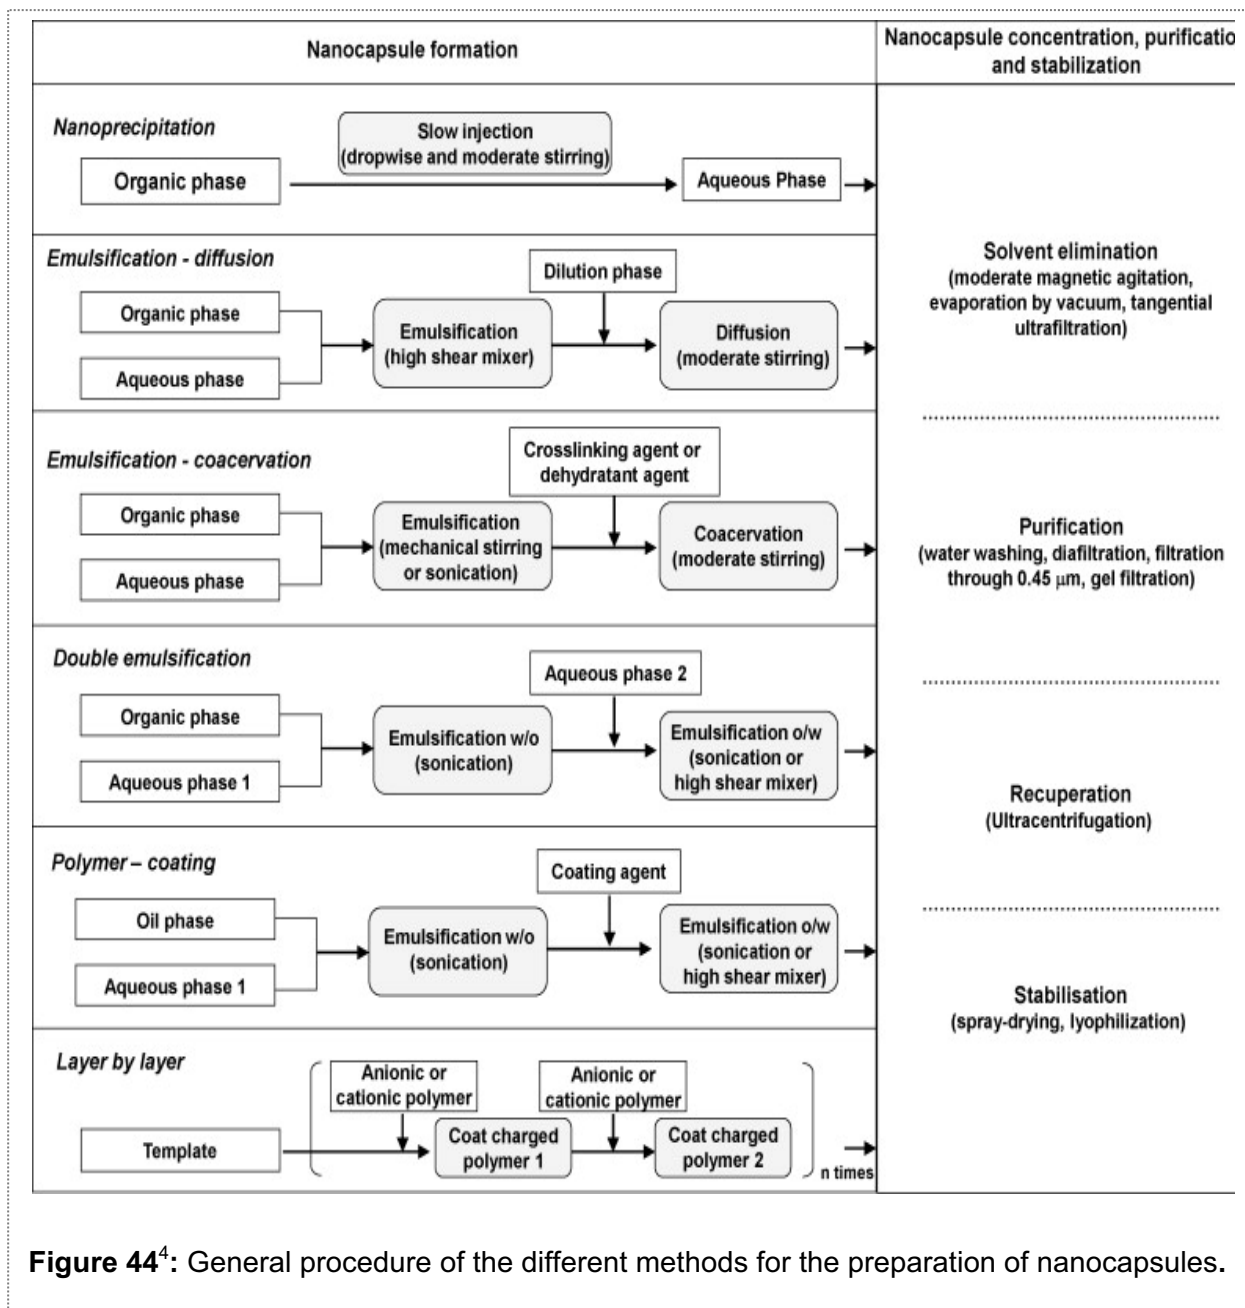 Nanocapsule formation
Nanocapsule concentration, purificatio
and stabilization
Nanoprecipitation
Slow injection
(dropwise and moderate stirring)
Organic phase
Aqueous Phase
Emulsification - diffusion
Dilution phase
Organic phase
Aqueous phase
Emulsification
(high shear mixer)
Diffusion
(moderate stirring)
Emulsification - coacervation
Crosslinking agent or
dehydratant agent
Organic phase
Aqueous phase
Emulsification
(mechanical stirring
or sonication)
Coacervation
(moderate stirring)
Double emulsification
Aqueous phase 2
Organic phase
Aqueous phase 1
Emulsification w/o
(sonication)
Emulsification o/w
(sonication or
high shear mixer)
Polymer – coating
Coating agent
Oil phase
Aqueous phase 1
Emulsification w/o
(sonication)
Emulsification o/w
(sonication or
high shear mixer)
Layer by layer
Anionic or
cationic polymer
Anionic or
cationic polymer
Template
Coat charged
polymer 1
Coat charged
polymer 2
n times
Solvent elimination
(moderate magnetic agitation,
evaporation by vacuum, tangential
ultrafiltration)
Purification
(water washing, diafiltration, filtration
through 0.45 μm, gel filtration)
Recuperation
(Ultracentrifugation)
Stabilisation
(spray-drying, lyophilization)
Figure 44⁴: General procedure of the different methods for the preparation of nanocapsules.